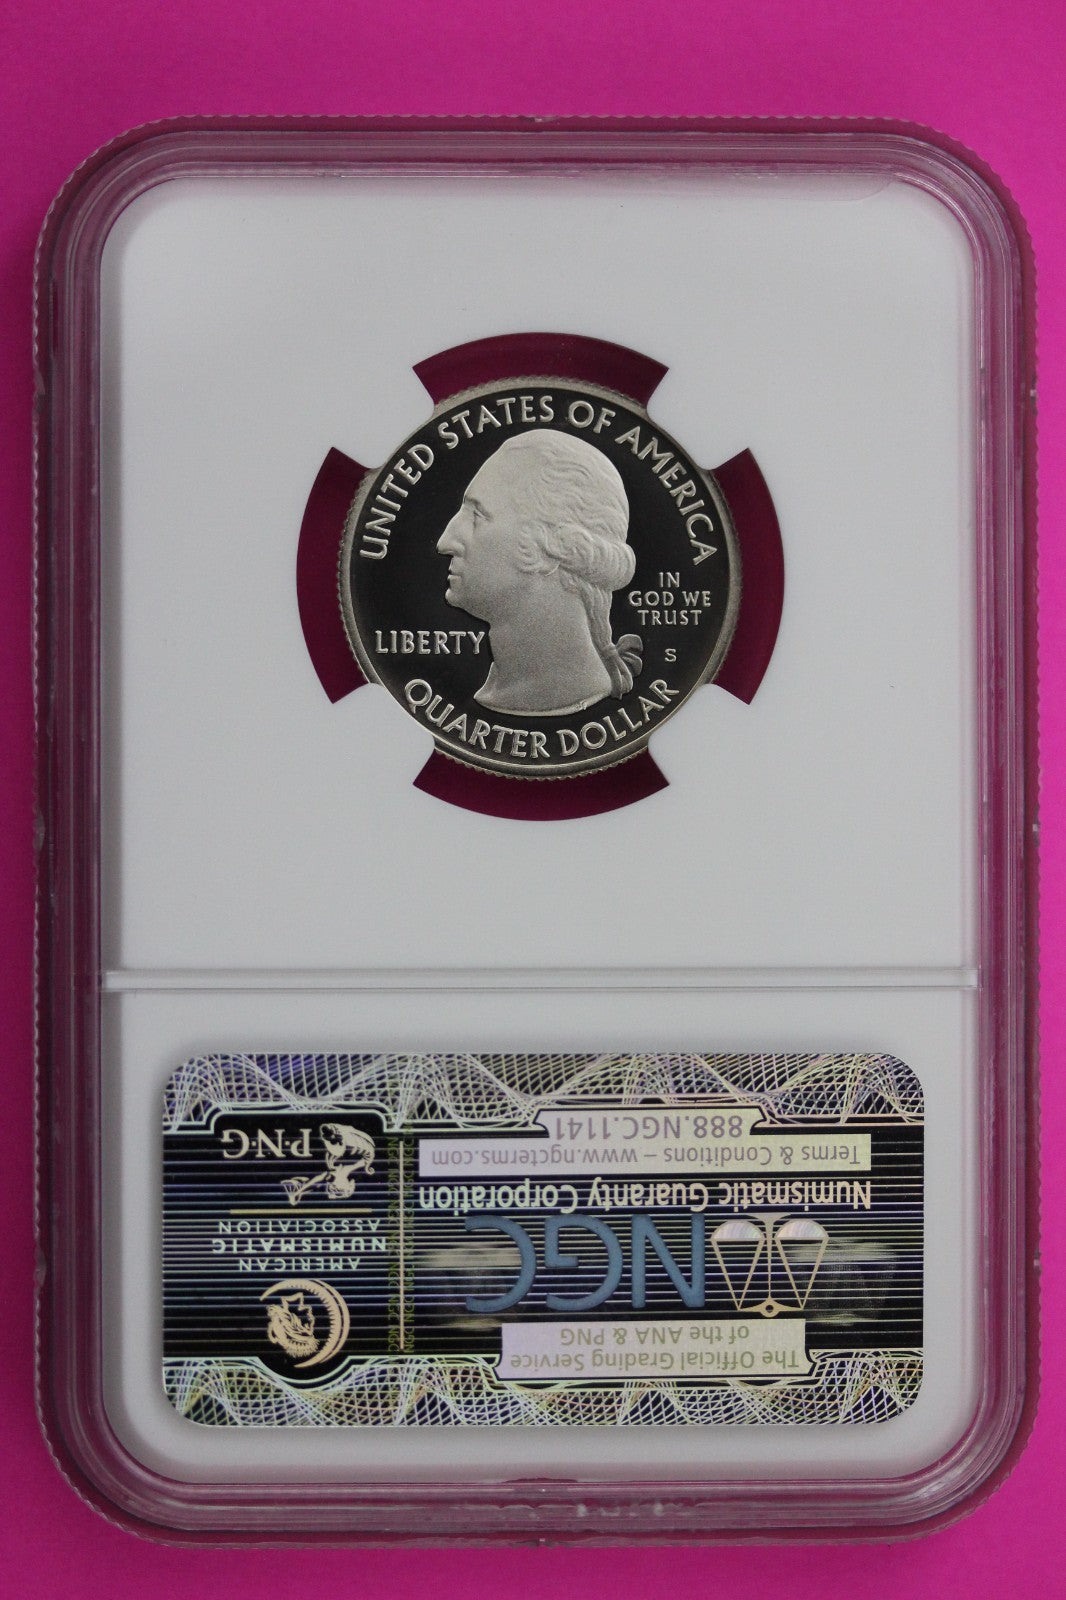 UNITED STATES OF AMERICA
IN
GOD WE
TRUST
LIBERTY
S
QUARTER DOLLAR
The Official Grading Service
of the ANA & PNG
NGC
Numismatic Guaranty Corporation
Terms & Conditions – www.ngcterms.com
888.NGC.1141
AMERICAN
NUMISMATIC
ASSOCIATION
P·N·G